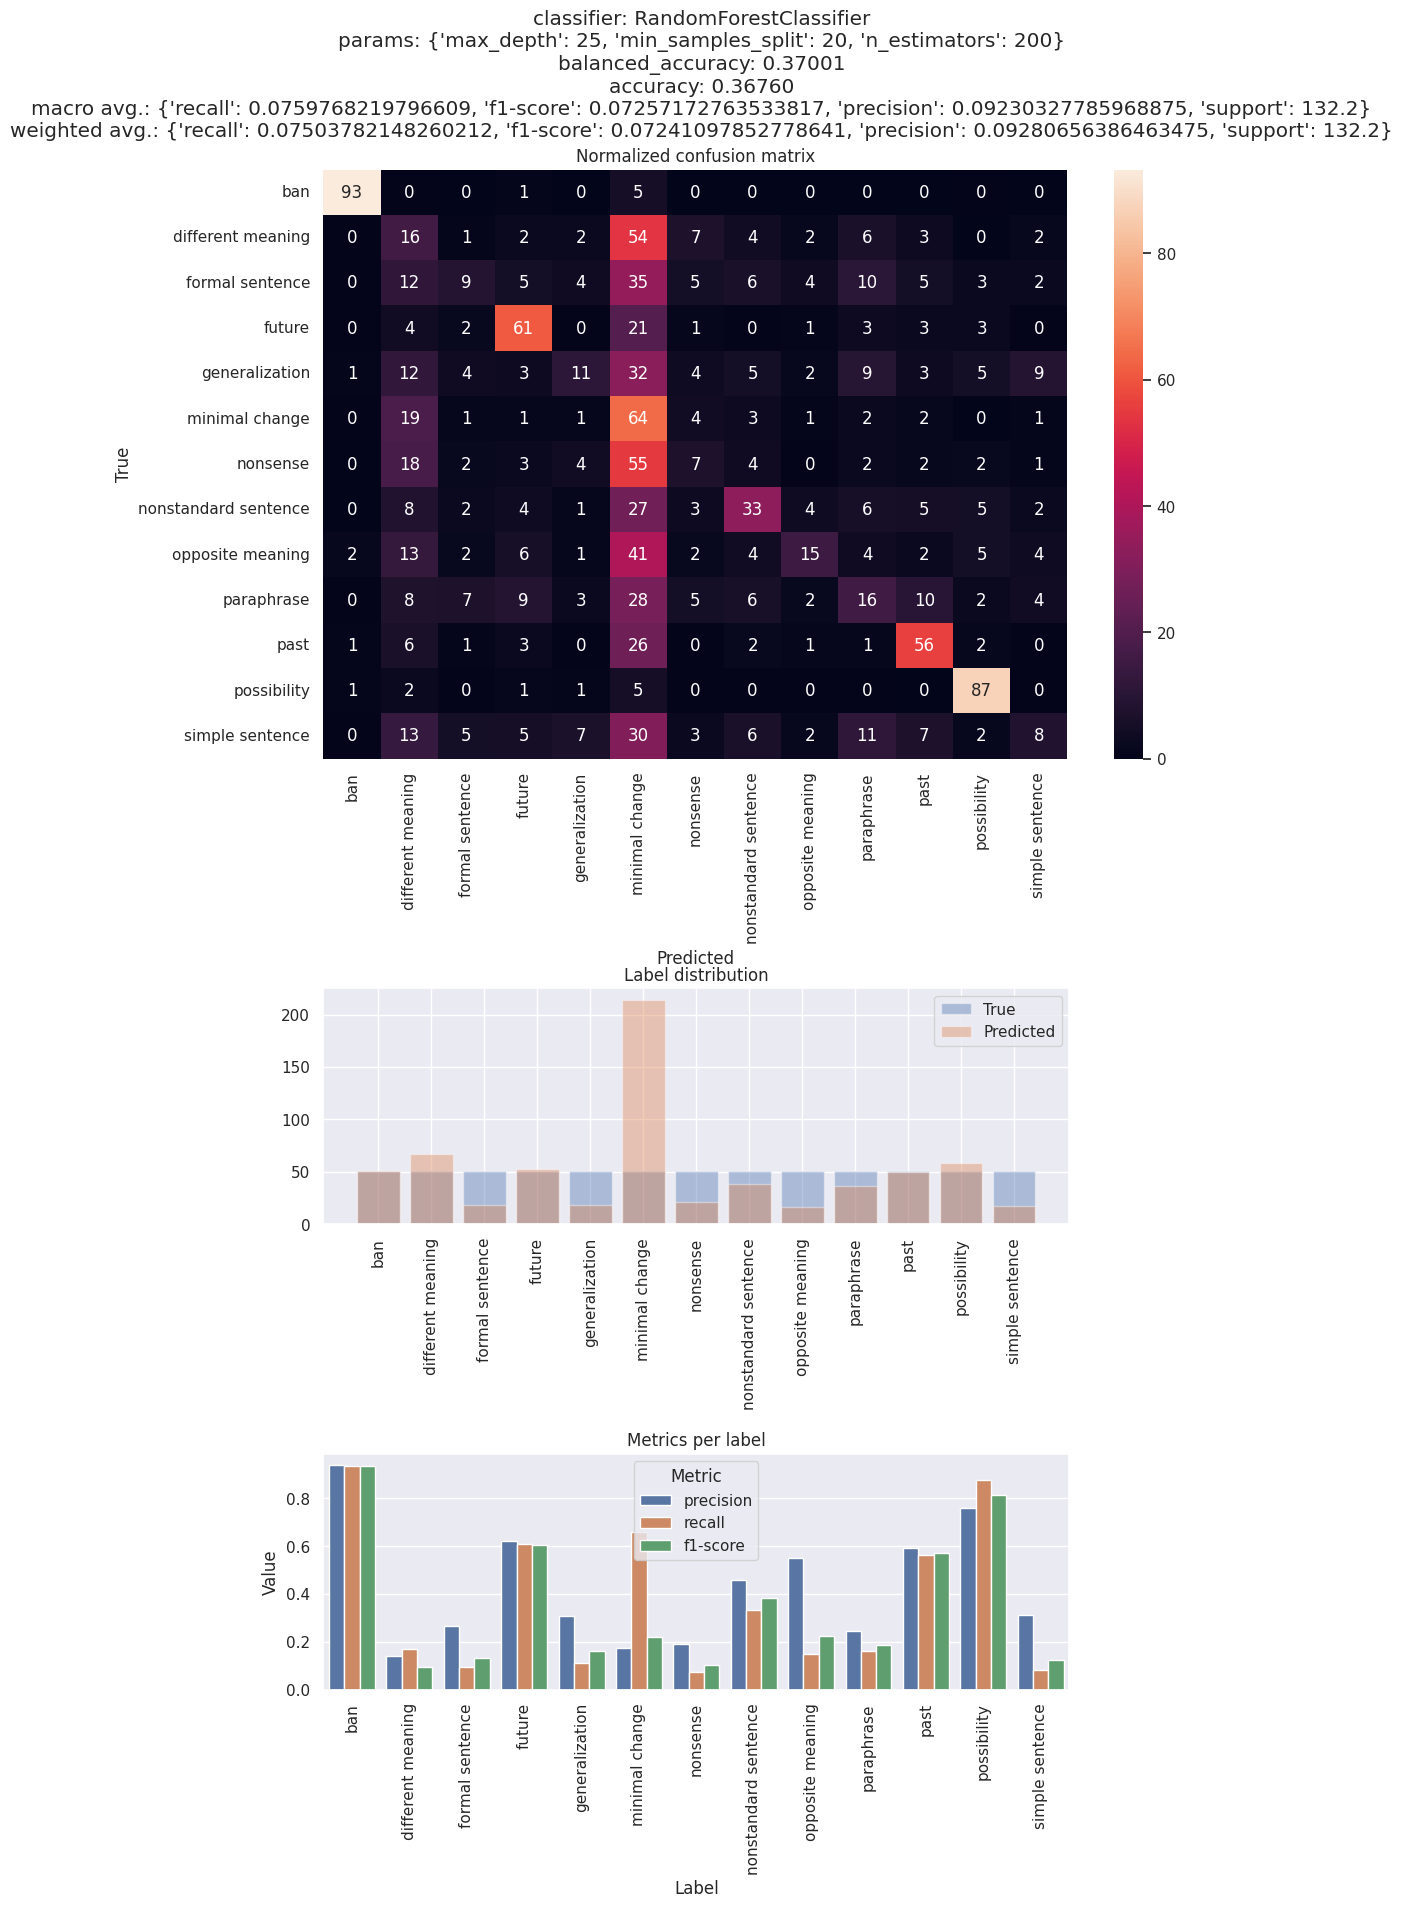 classifier: RandomForestClassifier
params: {'max_depth': 25, 'min_samples_split': 20, 'n_estimators': 200}
balanced_accuracy: 0.37001
accuracy: 0.36760
macro avg.: {'recall': 0.07597682197966609, 'f1-score': 0.07257172763533817, 'precision': 0.09230327785968875, 'support': 132.2}
weighted avg.: {'recall': 0.07503782148260212, 'f1-score': 0.07241097852778641, 'precision': 0.09280656386463475, 'support': 132.2}
Normalized confusion matrix
True
ban 93 0 0 1 0 5 0 0 0 0 0 0 0
different meaning 0 16 1 2 2 54 7 4 2 6 3 0 2
formal sentence 0 12 9 5 4 35 5 6 4 10 5 3 2
future 0 4 2 61 0 21 1 0 1 3 3 3 0
generalization 1 12 4 3 11 32 4 5 2 9 3 5 9
minimal change 0 19 1 1 1 64 4 3 1 2 2 0 1
nonsense 0 18 2 3 4 55 7 4 0 2 2 2 1
nonstandard sentence 0 8 2 4 1 27 3 33 4 6 5 5 2
opposite meaning 2 13 2 6 1 41 2 4 15 4 2 5 4
paraphrase 0 8 7 9 3 28 5 6 2 16 10 2 4
past 1 6 1 3 0 26 0 2 1 1 56 2 0
possibility 1 2 0 1 1 5 0 0 0 0 0 87 0
simple sentence 0 13 5 5 7 30 3 6 2 11 7 2 8
ban different meaning formal sentence future generalization minimal change nonsense nonstandard sentence opposite meaning paraphrase past possibility simple sentence
Predicted
80
60
40
20
0
Label distribution
True
Predicted
200
150
100
50
0
ban different meaning formal sentence future generalization minimal change nonsense nonstandard sentence opposite meaning paraphrase past possibility simple sentence
Metrics per label
Metric
precision
recall
f1-score
Value
0.8
0.6
0.4
0.2
0.0
ban different meaning formal sentence future generalization minimal change nonsense nonstandard sentence opposite meaning paraphrase past possibility simple sentence
Label